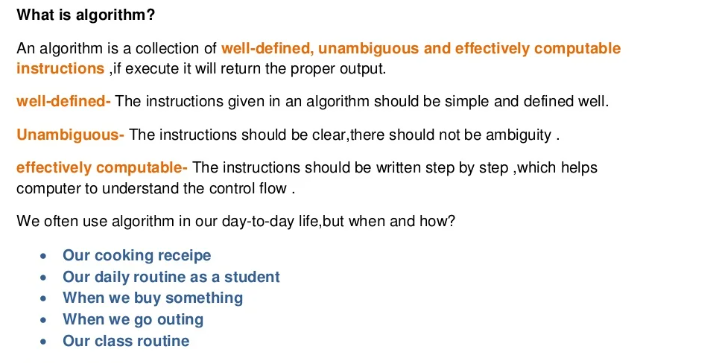 What is algorithm?
An algorithm is a collection of well-defined, unambiguous and effectively computable
instructions ,if execute it will return the proper output.
well-defined- The instructions given in an algorithm should be simple and defined well.
Unambiguous- The instructions should be clear,there should not be ambiguity .
effectively computable- The instructions should be written step by step ,which helps
computer to understand the control flow .
We often use algorithm in our day-to-day life,but when and how?
• Our cooking receipe
• Our daily routine as a student
• When we buy something
• When we go outing
• Our class routine